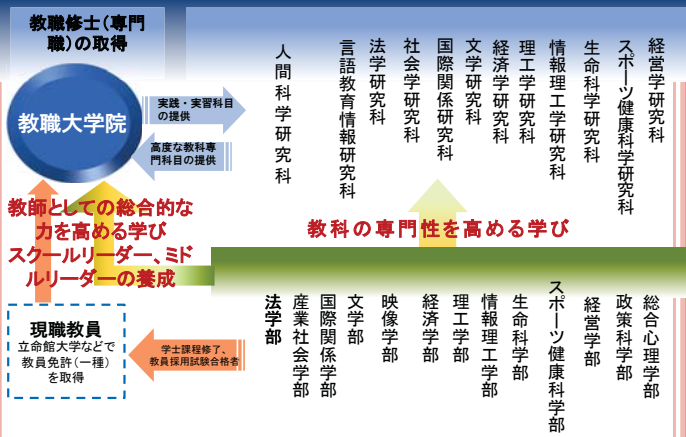 教職修士（専門
職）の取得
教職大学院
実践・実習科目
の提供
高度な教科専
門科目の提供
人間科学研究科
言語教育情報研究科
法学研究科
社会学研究科
国際関係研究科
文学研究科
経済学研究科
理工学研究科
情報理工学研究科
生命科学研究科
スポーツ健康科学研究科
経営学研究科
教師としての総合的な
力を高める学び
スクールリーダー、ミド
ルリーダーの養成
教科の専門性を高める学び
現職教員
立命館大学などで
教員免許（一種）
を取得
学士課程修了、
教員採用試験合格者
法学部
産業社会学部
国際関係学部
文学部
映像学部
経済学部
理工学部
情報理工学部
生命科学部
スポーツ健康科学部
経営学部
政策科学部
総合心理学部